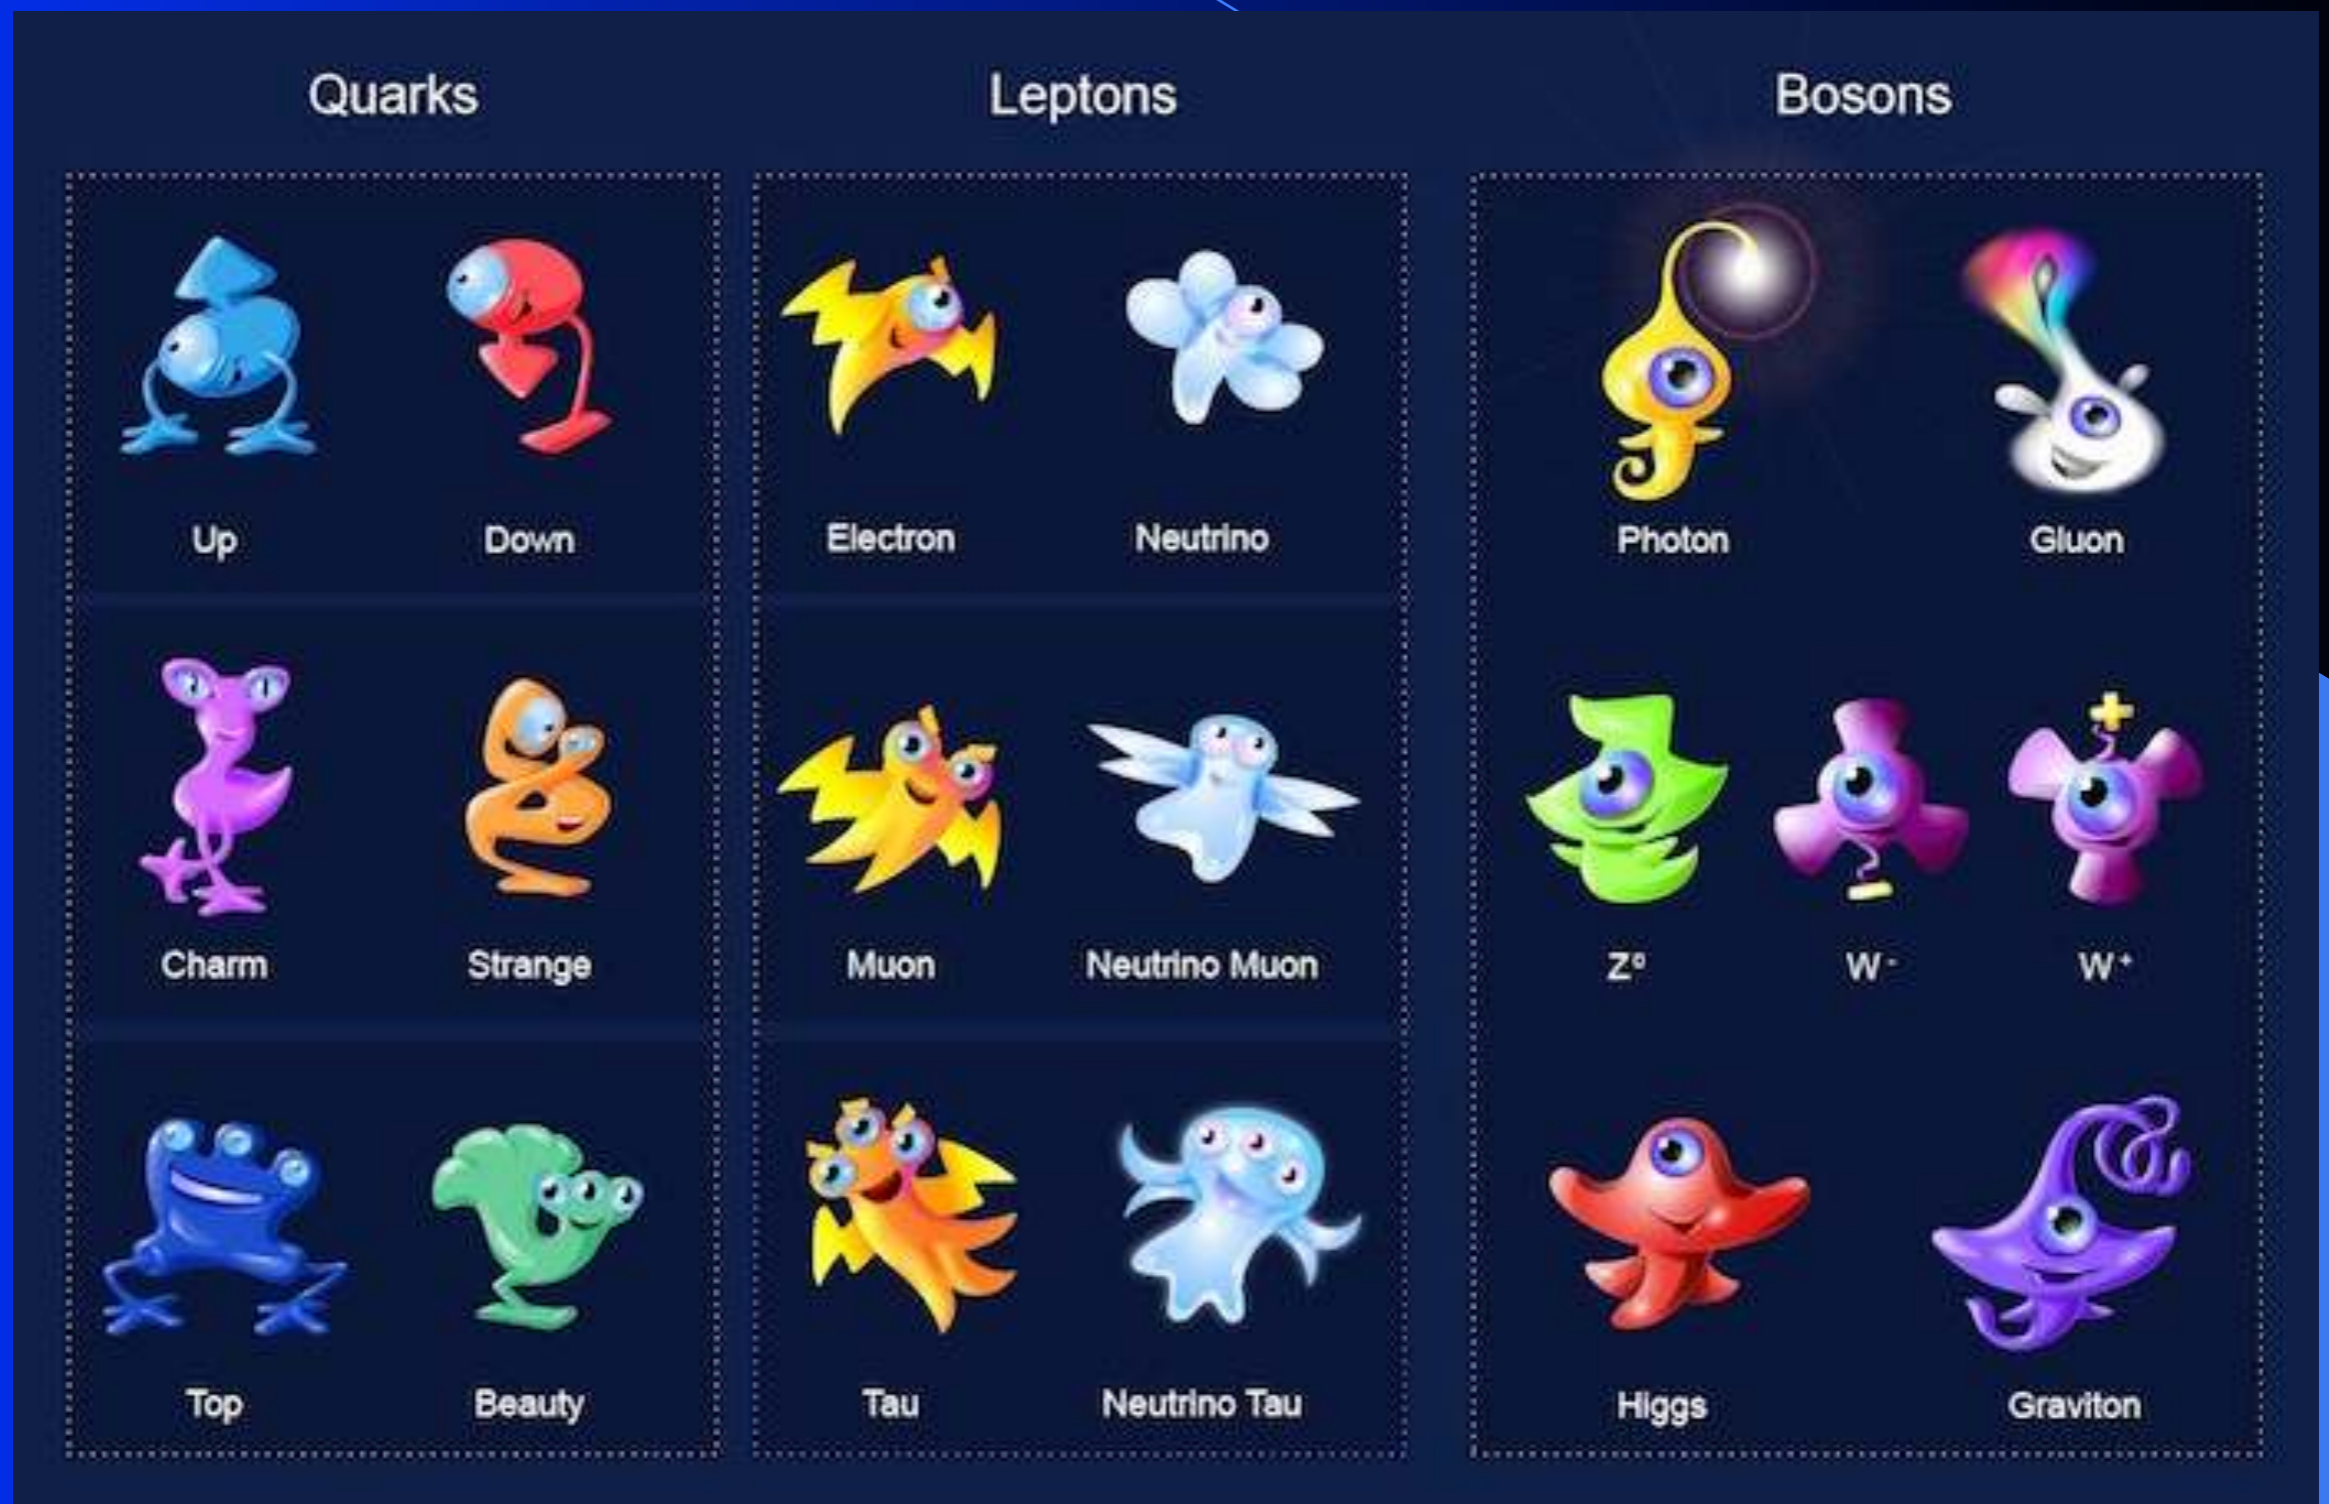 Quarks
Leptons
Bosons
Up
Down
Electron
Neutrino
Photon
Gluon
Charm
Strange
Muon
Neutrino Muon
Z⁰
W⁻
W⁺
Top
Beauty
Tau
Neutrino Tau
Higgs
Graviton